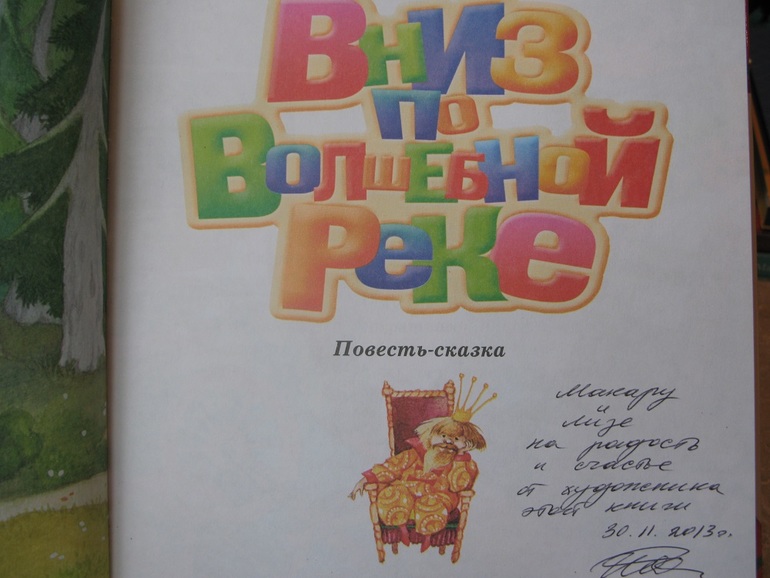 Вниз
по
Волшебной
Реке
Повесть-сказка
Макару
и
Лизе
на радость
и счастье
от художника
этой книги
30.11.2013г.